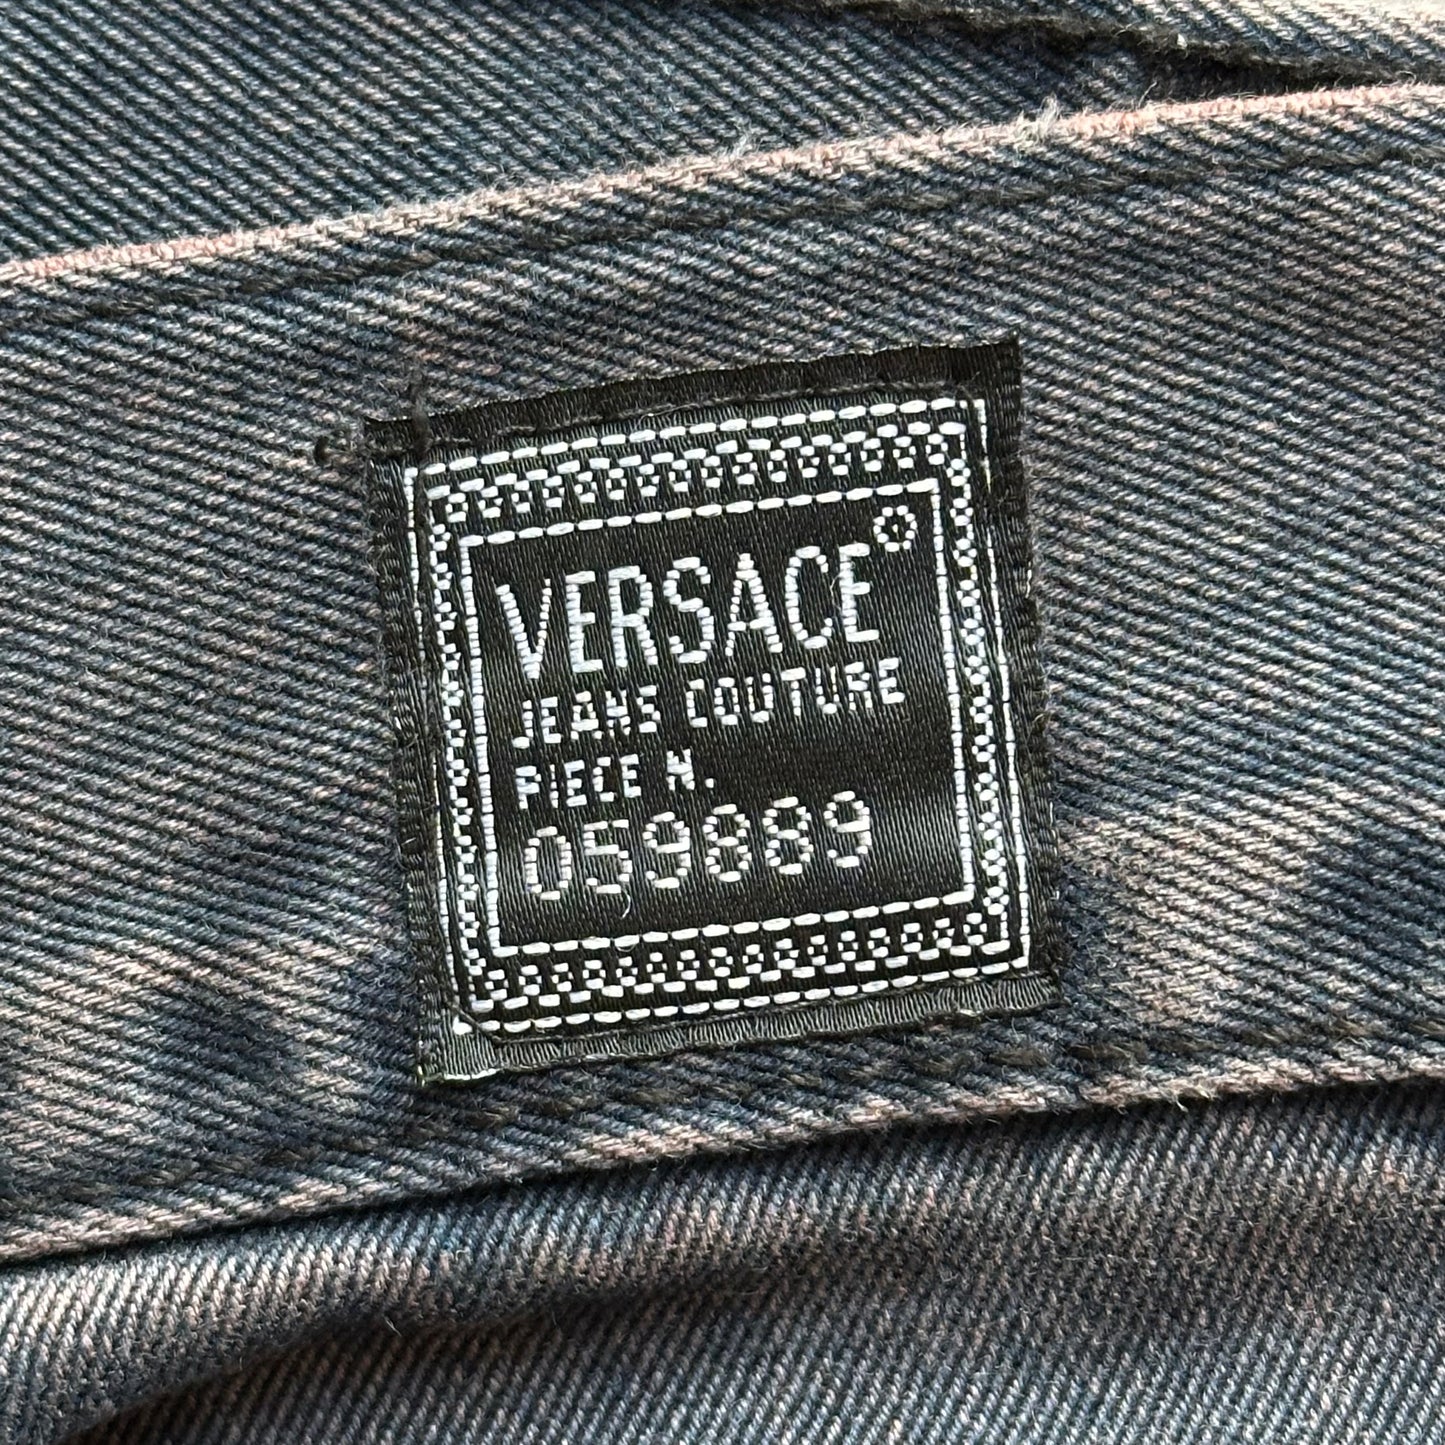 VERSACE®
JEANS COUTURE
PIECE N.
059889